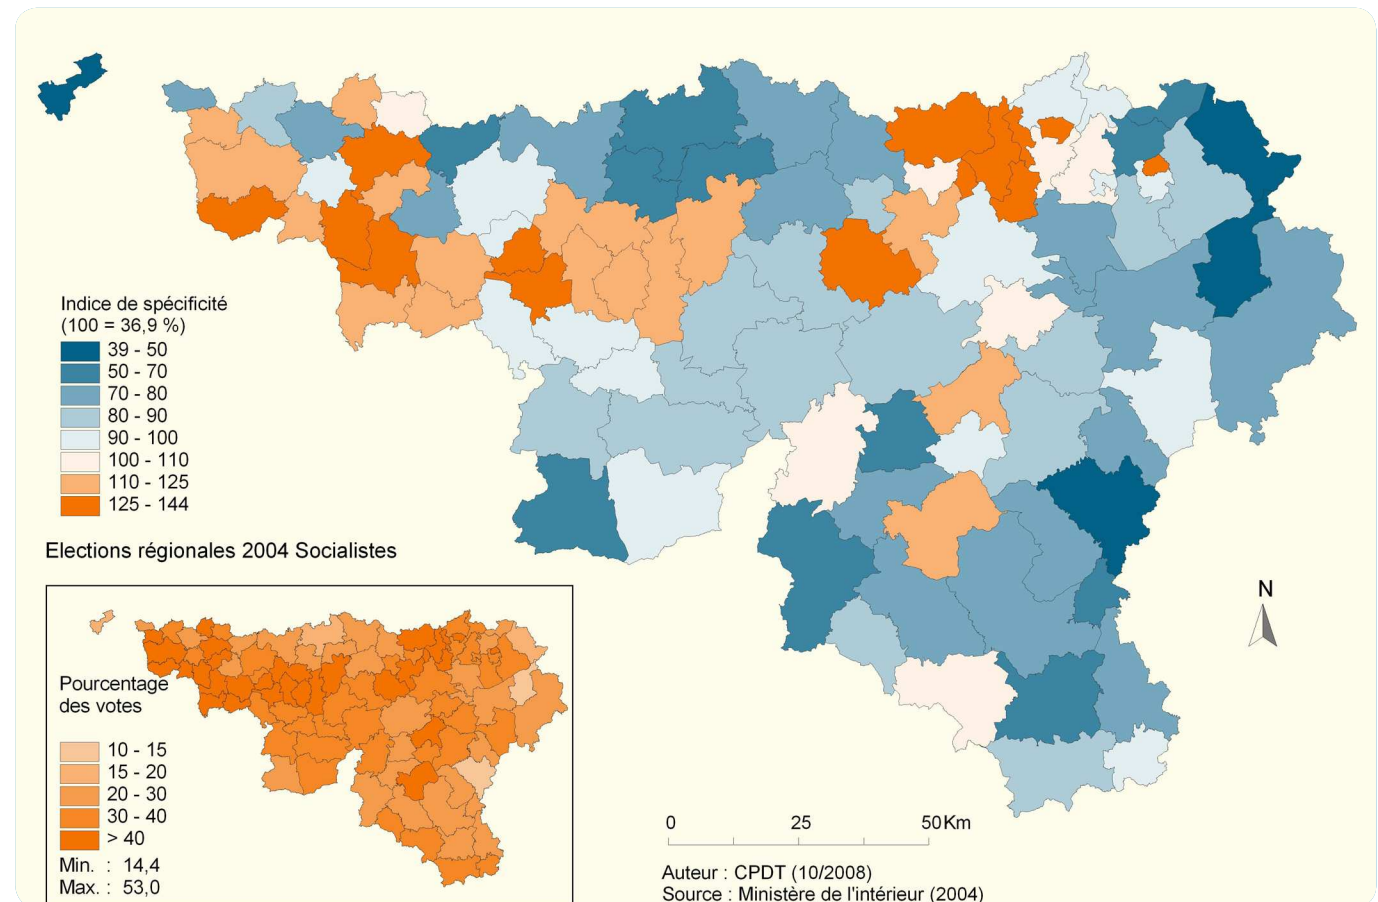 Indice de spécificité
(100 = 36,9 %)
39 - 50
50 - 70
70 - 80
80 - 90
90 - 100
100 - 110
110 - 125
125 - 144
Elections régionales 2004 Socialistes
Pourcentage
des votes
10 - 15
15 - 20
20 - 30
30 - 40
> 40
Min. : 14,4
Max. : 53,0
N
0 25 50Km
Auteur : CPDT (10/2008)
Source : Ministère de l'intérieur (2004)